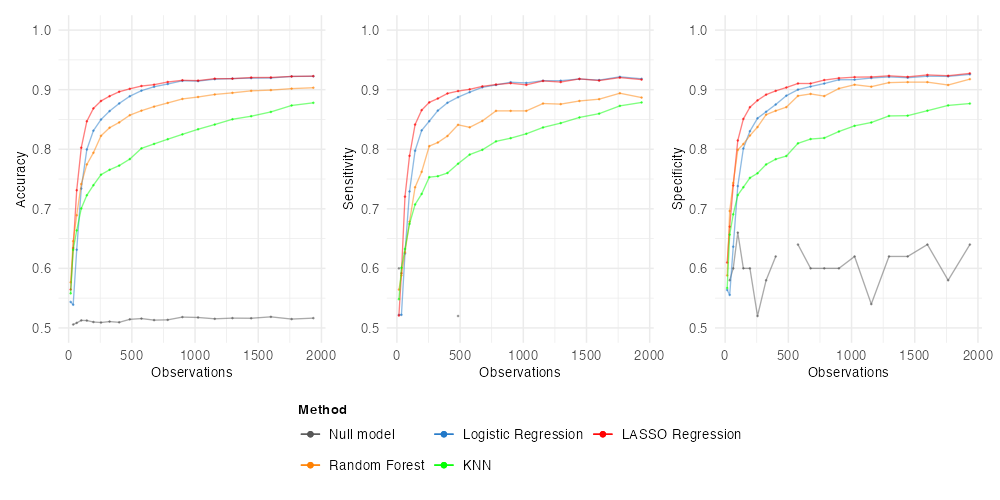 1.0 1.0 1.0
0.9 0.9 0.9
0.8 0.8 0.8
0.7 0.7 0.7
0.6 0.6 0.6
0.5 0.5 0.5
Accuracy Sensitivity Specificity
0 500 1000 1500 2000 0 500 1000 1500 2000 0 500 1000 1500 2000
Observations Observations Observations
Method
Null model Logistic Regression LASSO Regression
Random Forest KNN